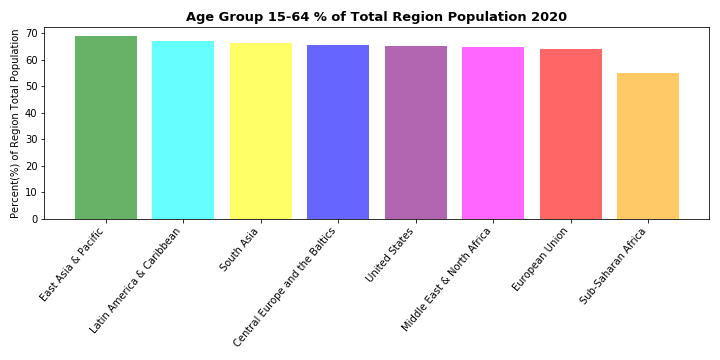 Age Group 15-64 % of Total Region Population 2020
Percent(%) of Region Total Population
70
60
50
40
30
20
10
0
East Asia & Pacific
Latin America & Caribbean
South Asia
Central Europe and the Baltics
United States
Middle East & North Africa
European Union
Sub-Saharan Africa